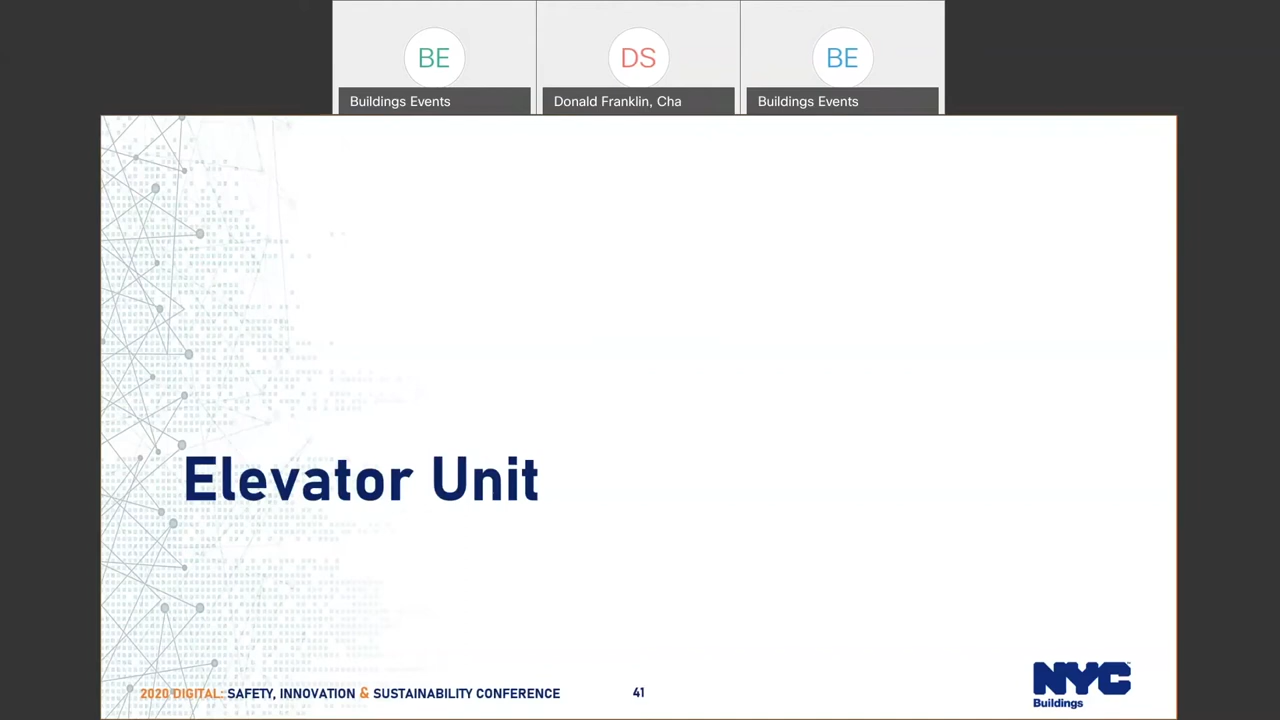 BE
DS
BE
Buildings Events
Donald Franklin, Cha
Buildings Events
Elevator Unit
2020 DIGITAL: SAFETY, INNOVATION & SUSTAINABILITY CONFERENCE
41
NYC
Buildings